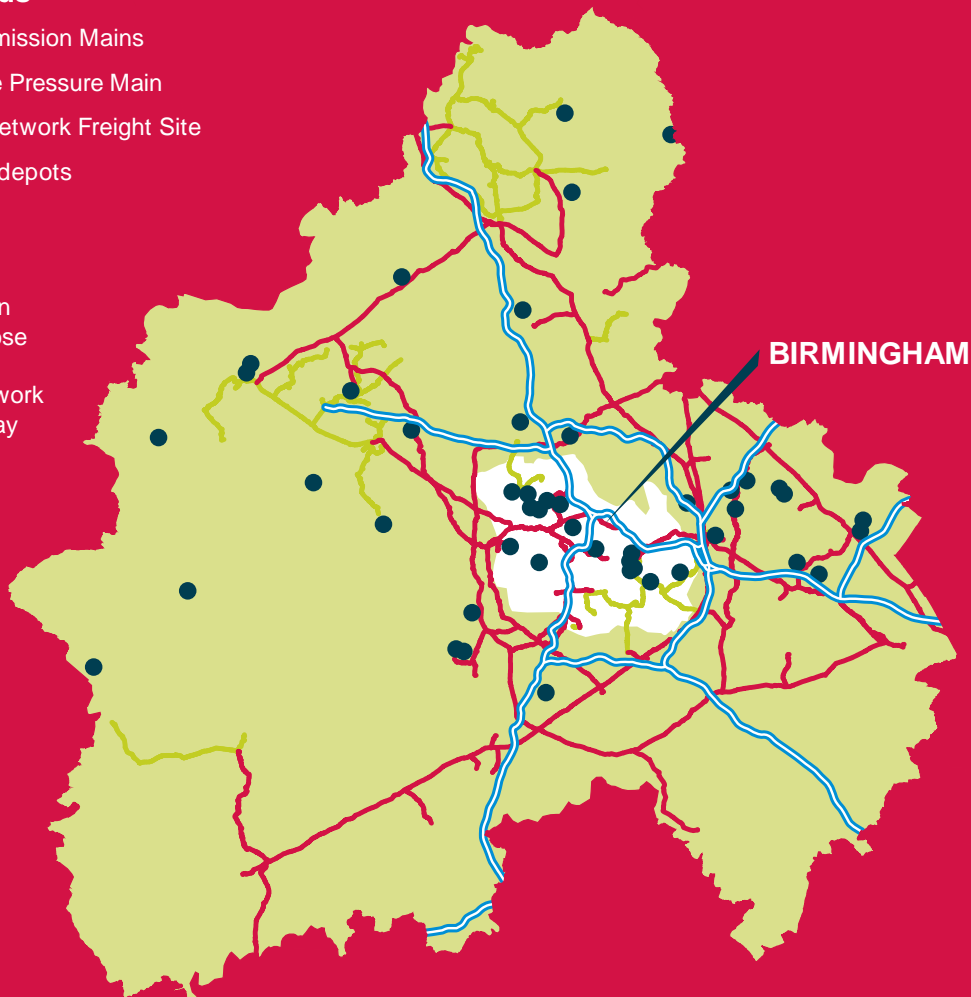 mission Mains
e Pressure Main
etwork Freight Site
depots
n
ose
work
ay
BIRMINGHAM